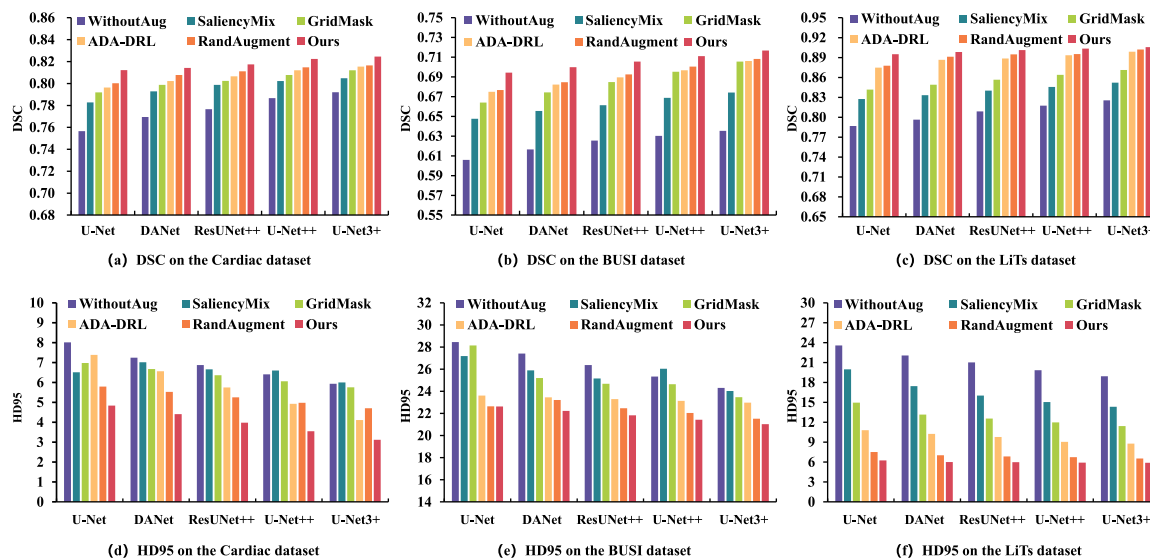 WithoutAug SaliencyMix GridMask
ADA-DRL RandAugment Ours
0.86
0.84
0.82
0.80
0.78
0.76
0.74
0.72
0.70
0.68
DSC
U-Net DANet ResUNet++ U-Net++ U-Net3+
(a) DSC on the Cardiac dataset
WithoutAug SaliencyMix GridMask
ADA-DRL RandAugment Ours
0.75
0.73
0.71
0.69
0.67
0.65
0.63
0.61
0.59
0.57
0.55
DSC
U-Net DANet ResUNet++ U-Net++ U-Net3+
(b) DSC on the BUSI dataset
WithoutAug SaliencyMix GridMask
ADA-DRL RandAugment Ours
0.95
0.92
0.89
0.86
0.83
0.80
0.77
0.74
0.71
0.68
0.65
DSC
U-Net DANet ResUNet++ U-Net++ U-Net3+
(c) DSC on the LiTs dataset
WithoutAug SaliencyMix GridMask
ADA-DRL RandAugment Ours
10
9
8
7
6
5
4
3
2
1
0
HD95
U-Net DANet ResUNet++ U-Net++ U-Net3+
(d) HD95 on the Cardiac dataset
WithoutAug SaliencyMix GridMask
ADA-DRL RandAugment Ours
32
30
28
26
24
22
20
18
16
14
HD95
U-Net DANet ResUNet++ U-Net++ U-Net3+
(e) HD95 on the BUSI dataset
WithoutAug SaliencyMix GridMask
ADA-DRL RandAugment Ours
30
27
24
21
18
15
12
9
6
3
0
HD95
U-Net DANet ResUNet++ U-Net++ U-Net3+
(f) HD95 on the LiTs dataset